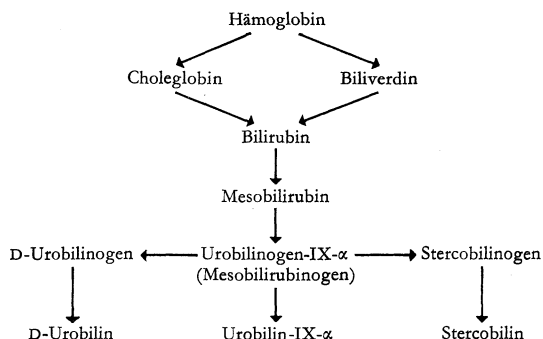 Hämoglobin
Choleglobin Biliverdin
Bilirubin
Mesobilirubin
D-Urobilinogen Urobilinogen-IX-α Stercobilinogen
(Mesobilirubinogen)
D-Urobilin Urobilin-IX-α Stercobilin